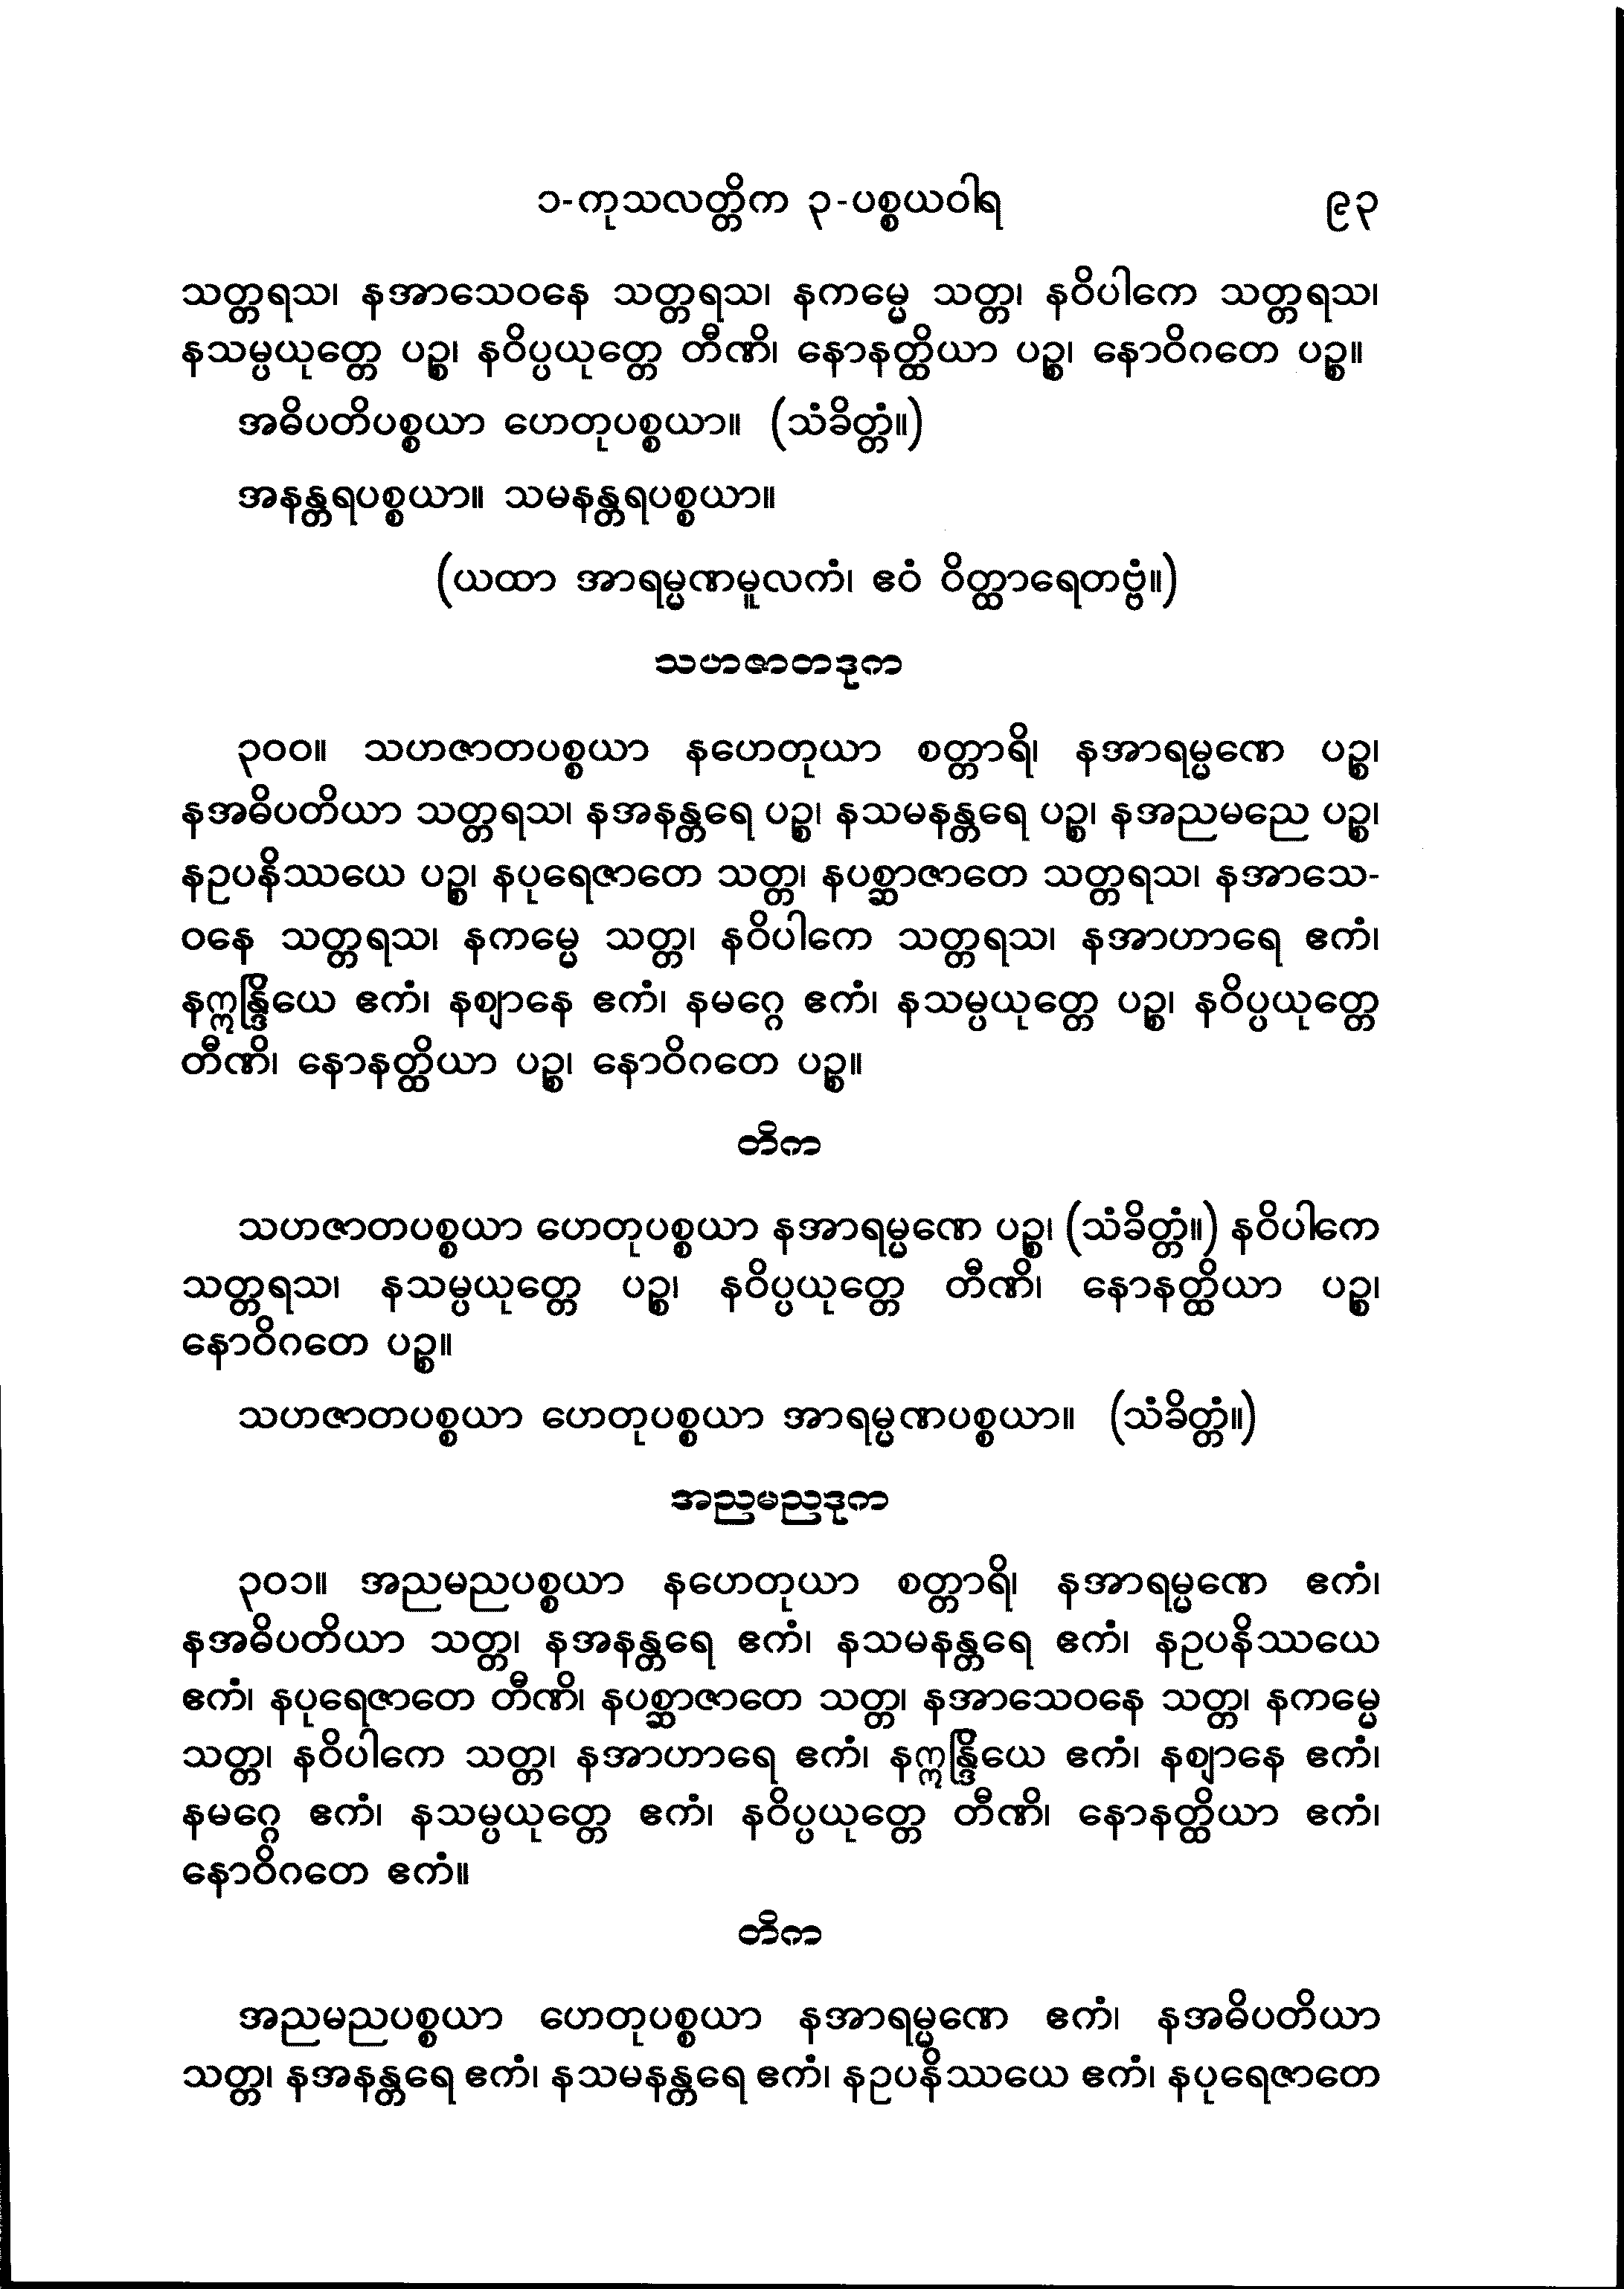 ၁-ကုသလတ္တိက ၃-ပစ္စယဝါရ ၉၃
သတ္တရသ၊ နအာသေဝနေ သတ္တရသ၊ နကမ္မေ သတ္တ၊ နဝိပါကေ သတ္တရသ၊
နသမ္ပယုတ္တေ ပဉ္စ၊ နဝိပ္ပယုတ္တေ တီဏိ၊ နောနတ္ထိယာ ပဉ္စ၊ နောဝိဂတေ ပဉ္စ။
အဓိပတိပစ္စယာ ဟေတုပစ္စယာ။ (သံခိတ္တံ။)
အနန္တရပစ္စယာ။ သမနန္တရပစ္စယာ။
(ယထာ အာရမ္မဏမူလကံ၊ ဧဝံ ဝိတ္ထာရေတဗ္ဗံ။)
သဟဇာတဒုက
၃၀၀။ သဟဇာတပစ္စယာ နဟေတုယာ စတ္တာရိ၊ နအာရမ္မဏေ ပဉ္စ၊
နအဓိပတိယာ သတ္တရသ၊ နအနန္တရေ ပဉ္စ၊ နသမနန္တရေ ပဉ္စ၊ နအညမညေ ပဉ္စ၊
နဥပနိဿယေ ပဉ္စ၊ နပုရေဇာတေ သတ္တ၊ နပစ္ဆာဇာတေ သတ္တရသ၊ နအာသေ-
ဝနေ သတ္တရသ၊ နကမ္မေ သတ္တ၊ နဝိပါကေ သတ္တရသ၊ နအာဟာရေ ဧကံ၊
နဣန္ဒြိယေ ဧကံ၊ နဈာနေ ဧကံ၊ နမဂ္ဂေ ဧကံ၊ နသမ္ပယုတ္တေ ပဉ္စ၊ နဝိပ္ပယုတ္တေ
တီဏိ၊ နောနတ္ထိယာ ပဉ္စ၊ နောဝိဂတေ ပဉ္စ။
တိက
သဟဇာတပစ္စယာ ဟေတုပစ္စယာ နအာရမ္မဏေ ပဉ္စ၊ (သံခိတ္တံ။) နဝိပါကေ
သတ္တရသ၊ နသမ္ပယုတ္တေ ပဉ္စ၊ နဝိပ္ပယုတ္တေ တီဏိ၊ နောနတ္ထိယာ ပဉ္စ၊
နောဝိဂတေ ပဉ္စ။
သဟဇာတပစ္စယာ ဟေတုပစ္စယာ အာရမ္မဏပစ္စယာ။ (သံခိတ္တံ။)
အညမညဒုက
၃၀၁။ အညမညပစ္စယာ နဟေတုယာ စတ္တာရိ၊ နအာရမ္မဏေ ဧကံ၊
နအဓိပတိယာ သတ္တ၊ နအနန္တရေ ဧကံ၊ နသမနန္တရေ ဧကံ၊ နဥပနိဿယေ
ဧကံ၊ နပုရေဇာတေ တီဏိ၊ နပစ္ဆာဇာတေ သတ္တ၊ နအာသေဝနေ သတ္တ၊ နကမ္မေ
သတ္တ၊ နဝိပါကေ သတ္တ၊ နအာဟာရေ ဧကံ၊ နဣန္ဒြိယေ ဧကံ၊ နဈာနေ ဧကံ၊
နမဂ္ဂေ ဧကံ၊ နသမ္ပယုတ္တေ ဧကံ၊ နဝိပ္ပယုတ္တေ တီဏိ၊ နောနတ္ထိယာ ဧကံ၊
နောဝိဂတေ ဧကံ။
တိက
အညမညပစ္စယာ ဟေတုပစ္စယာ နအာရမ္မဏေ ဧကံ၊ နအဓိပတိယာ
သတ္တ၊ နအနန္တရေ ဧကံ၊ နသမနန္တရေ ဧကံ၊ နဥပနိဿယေ ဧကံ၊ နပုရေဇာတေ